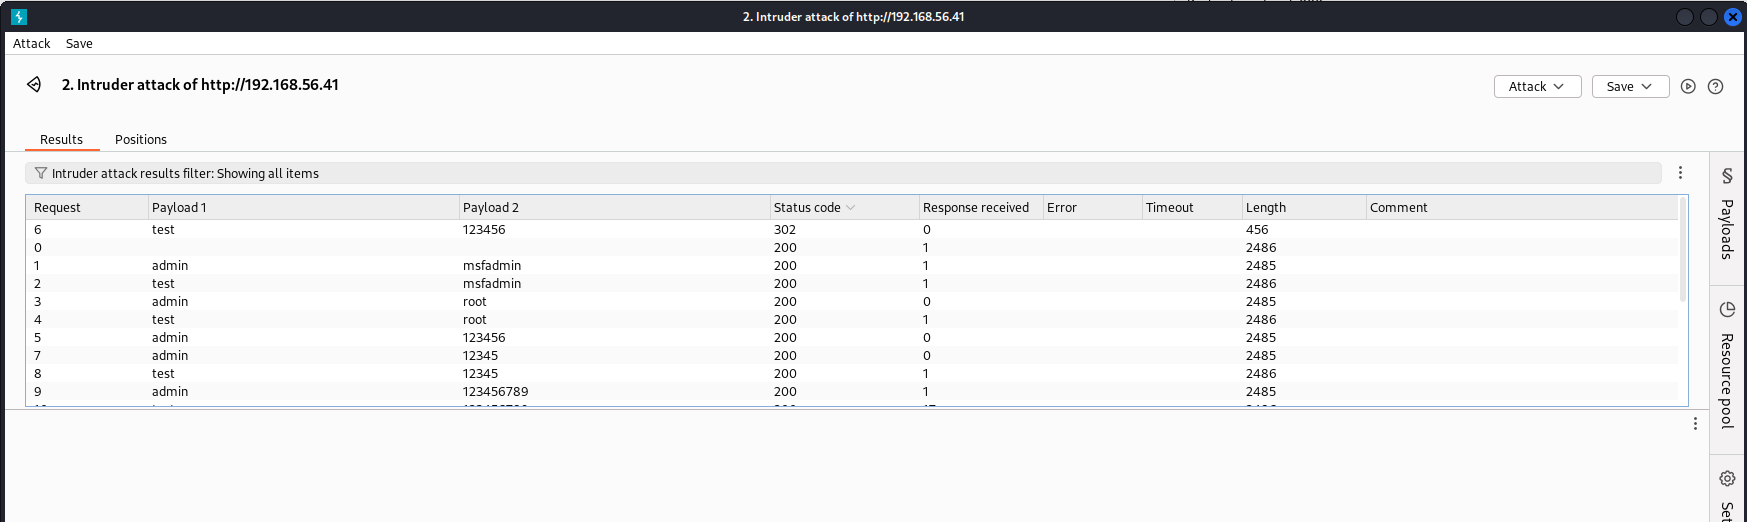 2. Intruder attack of http://192.168.56.41
Attack Save
2. Intruder attack of http://192.168.56.41
Attack Save
Results Positions
Intruder attack results filter: Showing all items
Request Payload 1 Payload 2 Status code Response received Error Timeout Length Comment
6 test 123456 302 0 456
0 200 1 2486
1 admin msfadmin 200 1 2485
2 test msfadmin 200 1 2486
3 admin root 200 0 2485
4 test root 200 1 2486
5 admin 123456 200 0 2485
7 admin 12345 200 0 2485
8 test 12345 200 1 2486
9 admin 123456789 200 1 2485
Payloads
Resource pool